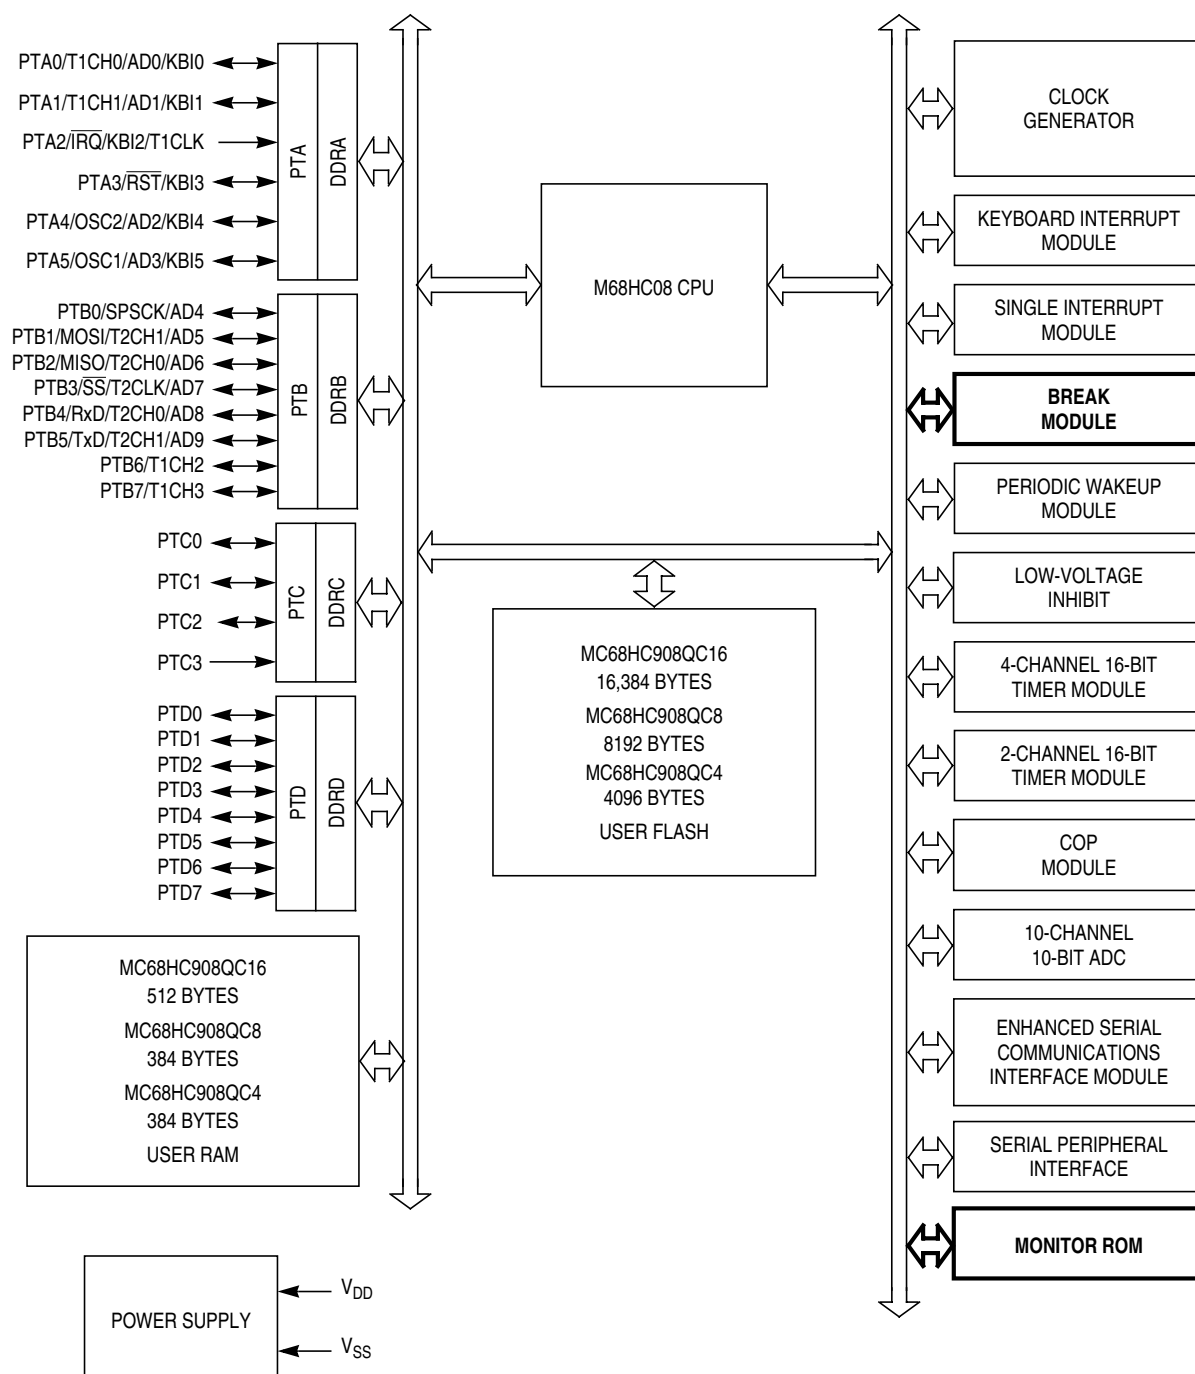 PTA0/T1CH0/AD0/KBI0
PTA1/T1CH1/AD1/KBI1
PTA2/I̅R̅Q̅/KBI2/T1CLK
PTA3/R̅S̅T̅/KBI3
PTA4/OSC2/AD2/KBI4
PTA5/OSC1/AD3/KBI5
PTA
DDRA
PTB0/SPSCK/AD4
PTB1/MOSI/T2CH1/AD5
PTB2/MISO/T2CH0/AD6
PTB3/S̅S̅/T2CLK/AD7
PTB4/RxD/T2CH0/AD8
PTB5/TxD/T2CH1/AD9
PTB6/T1CH2
PTB7/T1CH3
PTB
DDRB
PTC0
PTC1
PTC2
PTC3
PTC
DDRC
PTD0
PTD1
PTD2
PTD3
PTD4
PTD5
PTD6
PTD7
PTD
DDRD
MC68HC908QC16
512 BYTES
MC68HC908QC8
384 BYTES
MC68HC908QC4
384 BYTES
USER RAM
POWER SUPPLY
VDD
VSS
M68HC08 CPU
MC68HC908QC16
16,384 BYTES
MC68HC908QC8
8192 BYTES
MC68HC908QC4
4096 BYTES
USER FLASH
CLOCK
GENERATOR
KEYBOARD INTERRUPT
MODULE
SINGLE INTERRUPT
MODULE
BREAK
MODULE
PERIODIC WAKEUP
MODULE
LOW-VOLTAGE
INHIBIT
4-CHANNEL 16-BIT
TIMER MODULE
2-CHANNEL 16-BIT
TIMER MODULE
COP
MODULE
10-CHANNEL
10-BIT ADC
ENHANCED SERIAL
COMMUNICATIONS
INTERFACE MODULE
SERIAL PERIPHERAL
INTERFACE
MONITOR ROM